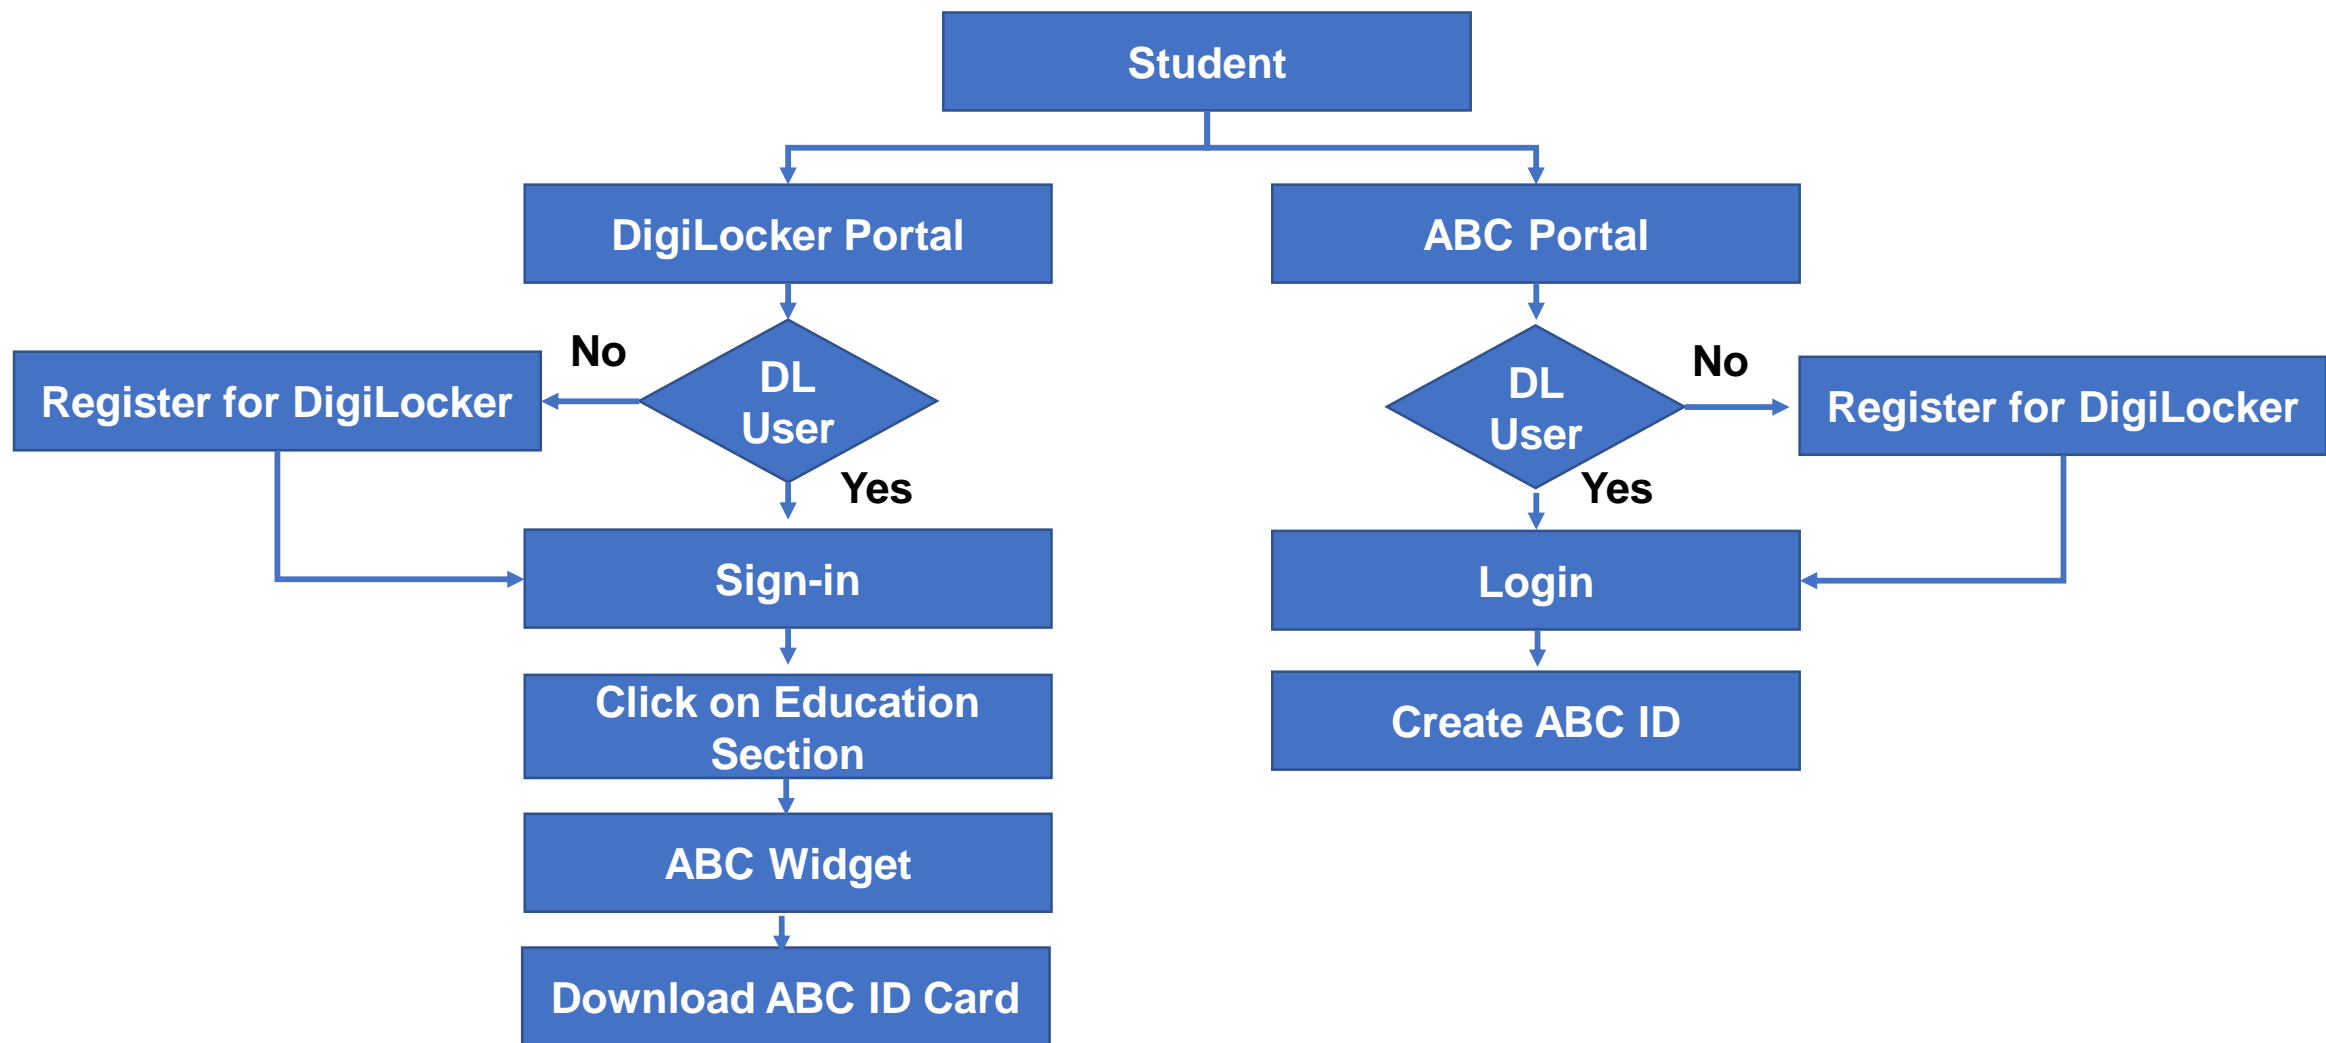 Student
DigiLocker Portal
ABC Portal
No
DL
User
Register for DigiLocker
Yes
No
DL
User
Register for DigiLocker
Yes
Sign-in
Login
Click on Education
Section
Create ABC ID
ABC Widget
Download ABC ID Card